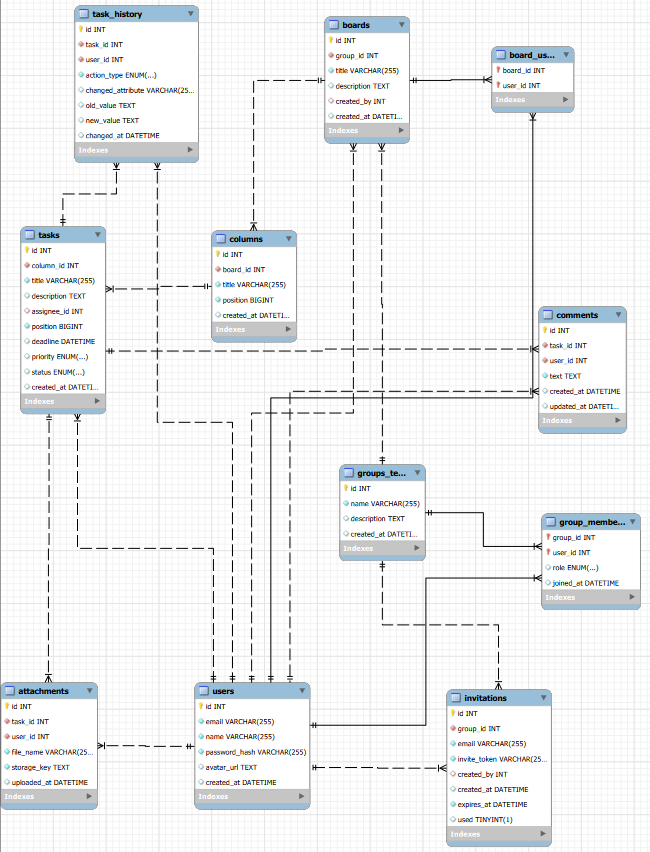 task_history
id INT
task_id INT
user_id INT
action_type ENUM(...)
changed_attribute VARCHAR(25...
old_value TEXT
new_value TEXT
changed_at DATETIME
Indexes
boards
id INT
group_id INT
title VARCHAR(255)
description TEXT
created_by INT
created_at DATETI...
Indexes
board_us...
board_id INT
user_id INT
Indexes
tasks
id INT
column_id INT
title VARCHAR(255)
description TEXT
assignee_id INT
position BIGINT
deadline DATETIME
priority ENUM(...)
status ENUM(...)
created_at DATETI...
Indexes
columns
id INT
board_id INT
title VARCHAR(255)
position BIGINT
created_at DATETI...
Indexes
comments
id INT
task_id INT
user_id INT
text TEXT
created_at DATETIME
updated_at DATETI...
Indexes
groups_te...
id INT
name VARCHAR(255)
description TEXT
created_at DATETI...
Indexes
group_membe...
group_id INT
user_id INT
role ENUM(...)
joined_at DATETIME
Indexes
attachments
id INT
task_id INT
user_id INT
file_name VARCHAR(25...
storage_key TEXT
uploaded_at DATETIME
Indexes
users
id INT
email VARCHAR(255)
name VARCHAR(255)
password_hash VARCHAR(255)
avatar_url TEXT
created_at DATETIME
Indexes
invitations
id INT
group_id INT
email VARCHAR(255)
invite_token VARCHAR(25...
created_by INT
created_at DATETIME
expires_at DATETIME
used TINYINT(1)
Indexes